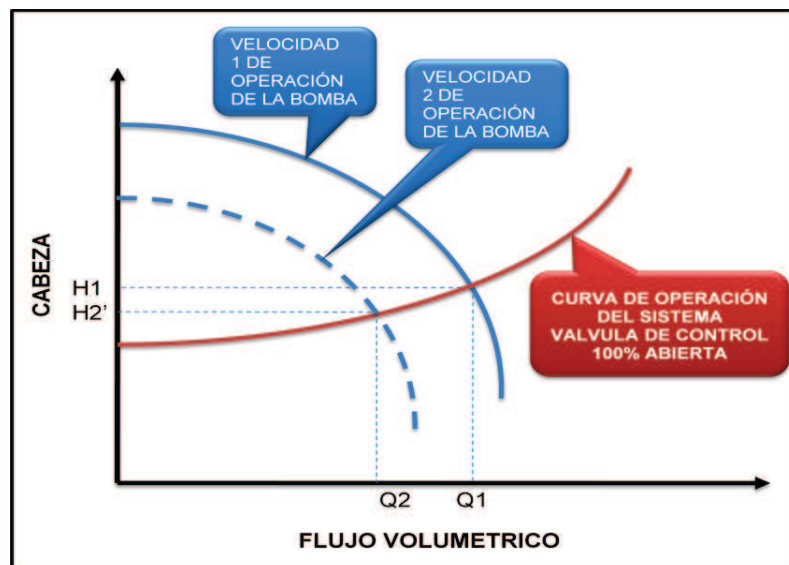 VELOCIDAD
1 DE
OPERACIÓN
DE LA BOMBA
VELOCIDAD
2 DE
OPERACIÓN
DE LA BOMBA
CABEZA
H1
H2'
CURVA DE OPERACIÓN
DEL SISTEMA
VALVULA DE CONTROL
100% ABIERTA
Q2
Q1
FLUJO VOLUMETRICO